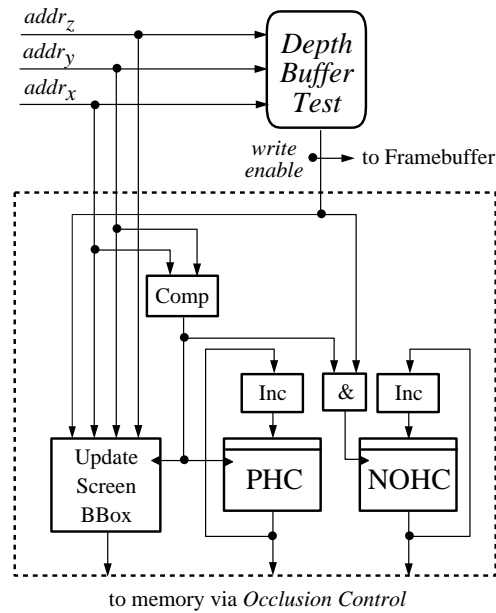 addr_z
addr_y
addr_x
Depth
Buffer
Test
write
enable
to Framebuffer
Comp
Inc
&
Inc
Update
Screen
BBox
PHC
NOHC
to memory via Occlusion Control